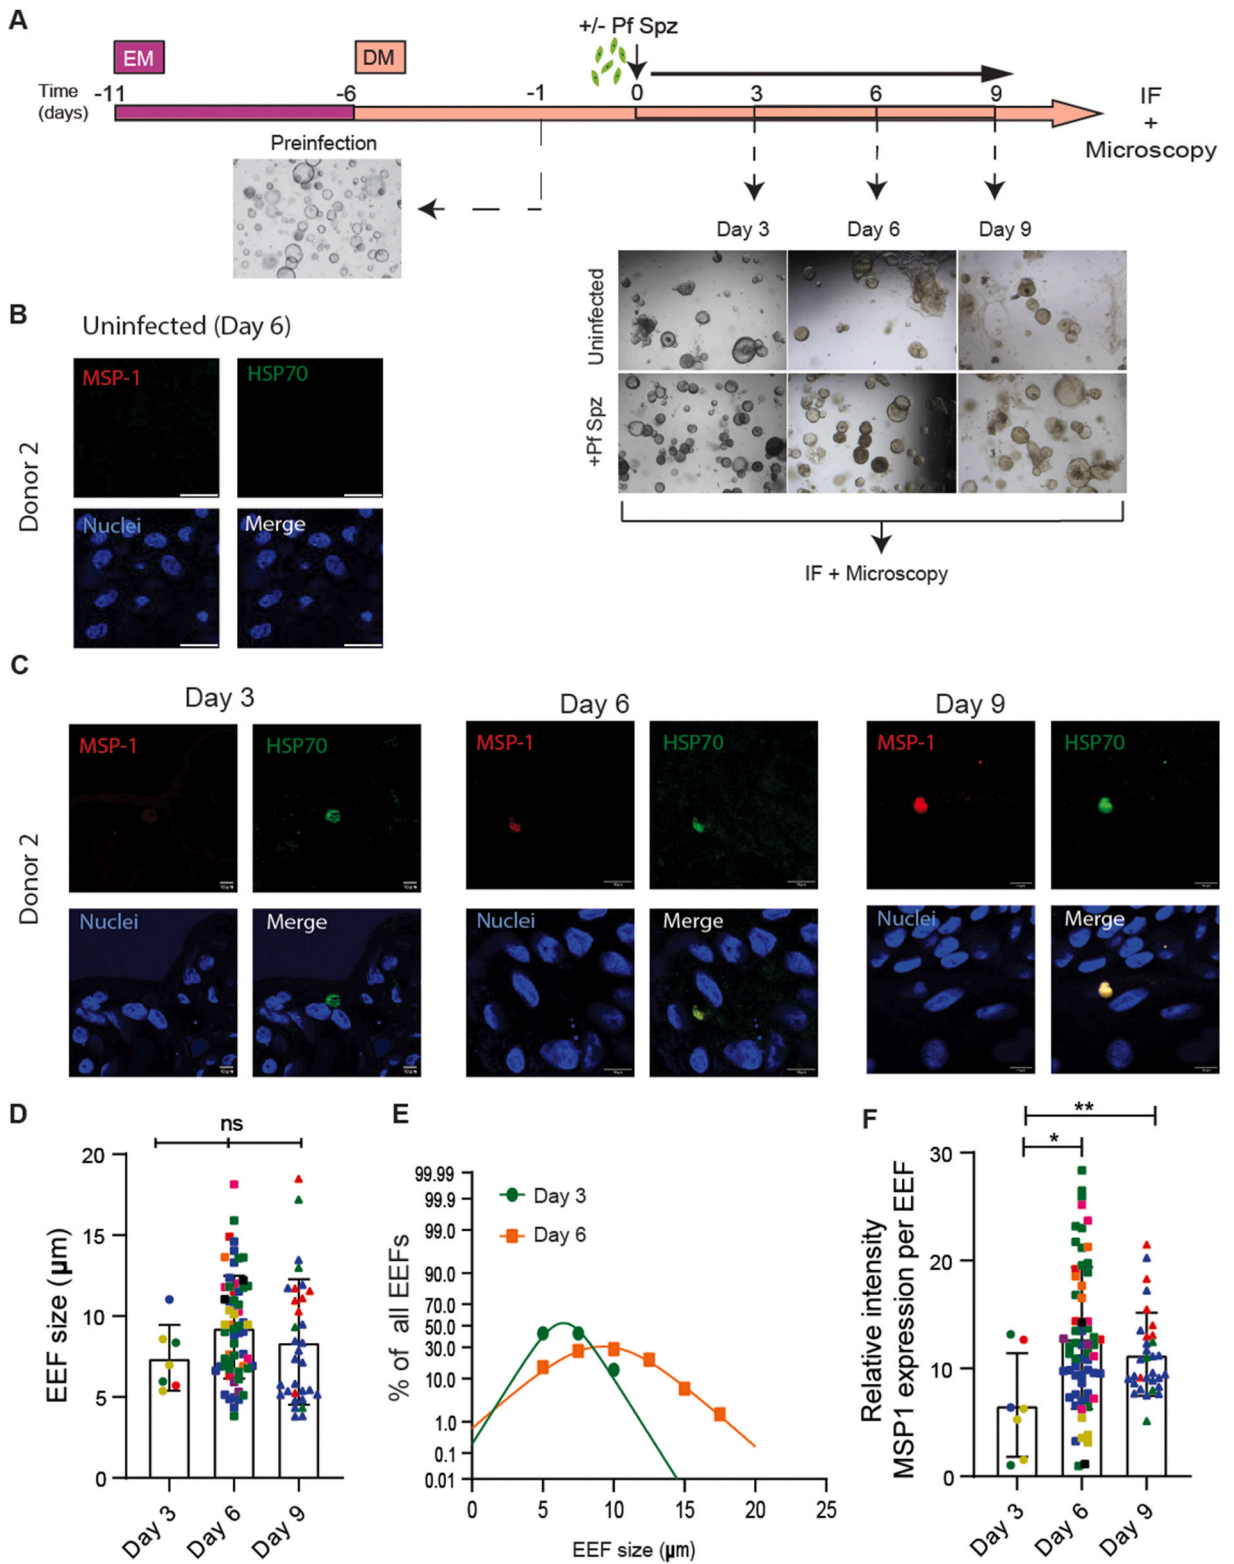 A
+/- Pf Spz
EM
DM
Time
(days)
-11
-6
-1
0
3
6
9
IF
+
Microscopy
Preinfection
Day 3
Day 6
Day 9
Uninfected
+Pf Spz
IF + Microscopy
B
Uninfected (Day 6)
Donor 2
MSP-1
HSP70
Nuclei
Merge
C
Donor 2
Day 3
Day 6
Day 9
MSP-1
HSP70
MSP-1
HSP70
MSP-1
HSP70
Nuclei
Merge
Nuclei
Merge
Nuclei
Merge
D
ns
EEF size (µm)
20
15
10
5
0
Day 3
Day 6
Day 9
E
% of all EEFs
99.99
99.9
99.0
90.0
70.0
50.0
30.0
10.0
1.0
0.1
0.01
Day 3
Day 6
0
5
10
15
20
25
EEF size (µm)
F
**
*
Relative intensity
MSP1 expression per EEF
30
20
10
0
Day 3
Day 6
Day 9